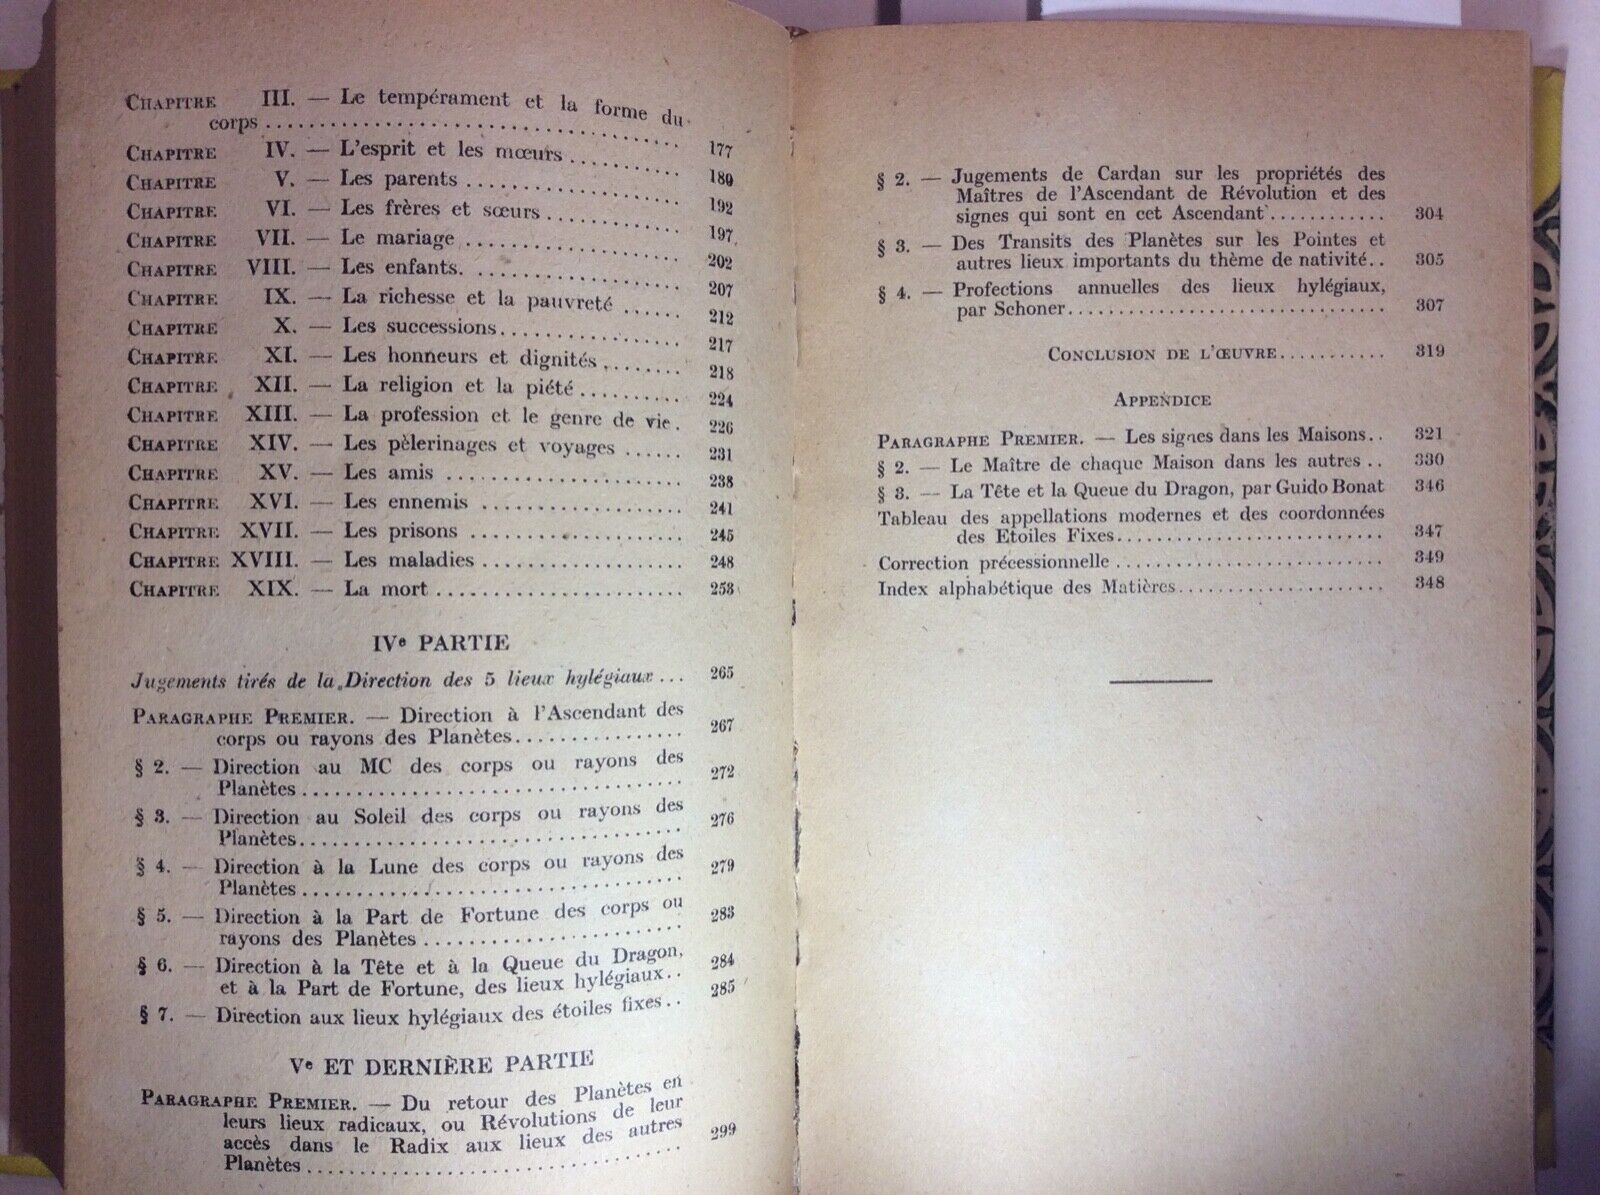 CHAPITRE III. — Le tempérament et la forme du
corps .......... 177
CHAPITRE IV. — L'esprit et les mœurs .......... 180
CHAPITRE V. — Les parents .......... 192
CHAPITRE VI. — Les frères et sœurs .......... 197
CHAPITRE VII. — Le mariage .......... 202
CHAPITRE VIII. — Les enfants. .......... 207
CHAPITRE IX. — La richesse et la pauvreté ...... 212
CHAPITRE X. — Les successions .......... 217
CHAPITRE XI. — Les honneurs et dignités ........ 218
CHAPITRE XII. — La religion et la piété .......... 224
CHAPITRE XIII. — La profession et le genre de vie. 226
CHAPITRE XIV. — Les pèlerinages et voyages ...... 231
CHAPITRE XV. — Les amis .......... 238
CHAPITRE XVI. — Les ennemis .......... 241
CHAPITRE XVII. — Les prisons .......... 245
CHAPITRE XVIII. — Les maladies .......... 248
CHAPITRE XIX. — La mort .......... 253
IVe PARTIE
Jugements tirés de la Direction des 5 lieux hylégiaux ... 265
PARAGRAPHE PREMIER. — Direction à l'Ascendant des
corps ou rayons des Planètes .......... 267
§ 2. — Direction au MC des corps ou rayons des
Planètes .......... 272
§ 3. — Direction au Soleil des corps ou rayons des
Planètes .......... 276
§ 4. — Direction à la Lune des corps ou rayons des
Planètes .......... 279
§ 5. — Direction à la Part de Fortune des corps ou
rayons des Planètes .......... 283
§ 6. — Direction à la Tête et à la Queue du Dragon,
et à la Part de Fortune, des lieux hylégiaux.. 284
§ 7. — Direction aux lieux hylégiaux des étoiles fixes .. 285
Ve ET DERNIÈRE PARTIE
PARAGRAPHE PREMIER. — Du retour des Planètes en
leurs lieux radicaux, ou Révolutions de leur
accès dans le Radix aux lieux des autres
Planètes .......... 299
§ 2. — Jugements de Cardan sur les propriétés des
Maîtres de l'Ascendant de Révolution et des
signes qui sont en cet Ascendant .......... 304
§ 3. — Des Transits des Planètes sur les Pointes et
autres lieux importants du thème de nativité.. 305
§ 4. — Profections annuelles des lieux hylégiaux,
par Schoner .......... 307
CONCLUSION DE L'ŒUVRE .......... 319
APPENDICE
PARAGRAPHE PREMIER. — Les signes dans les Maisons.. 321
§ 2. — Le Maître de chaque Maison dans les autres .. 330
§ 3. — La Tête et la Queue du Dragon, par Guido Bonat 346
Tableau des appellations modernes et des coordonnées
des Etoiles Fixes .......... 347
Correction précessionnelle .......... 349
Index alphabétique des Matières .......... 348